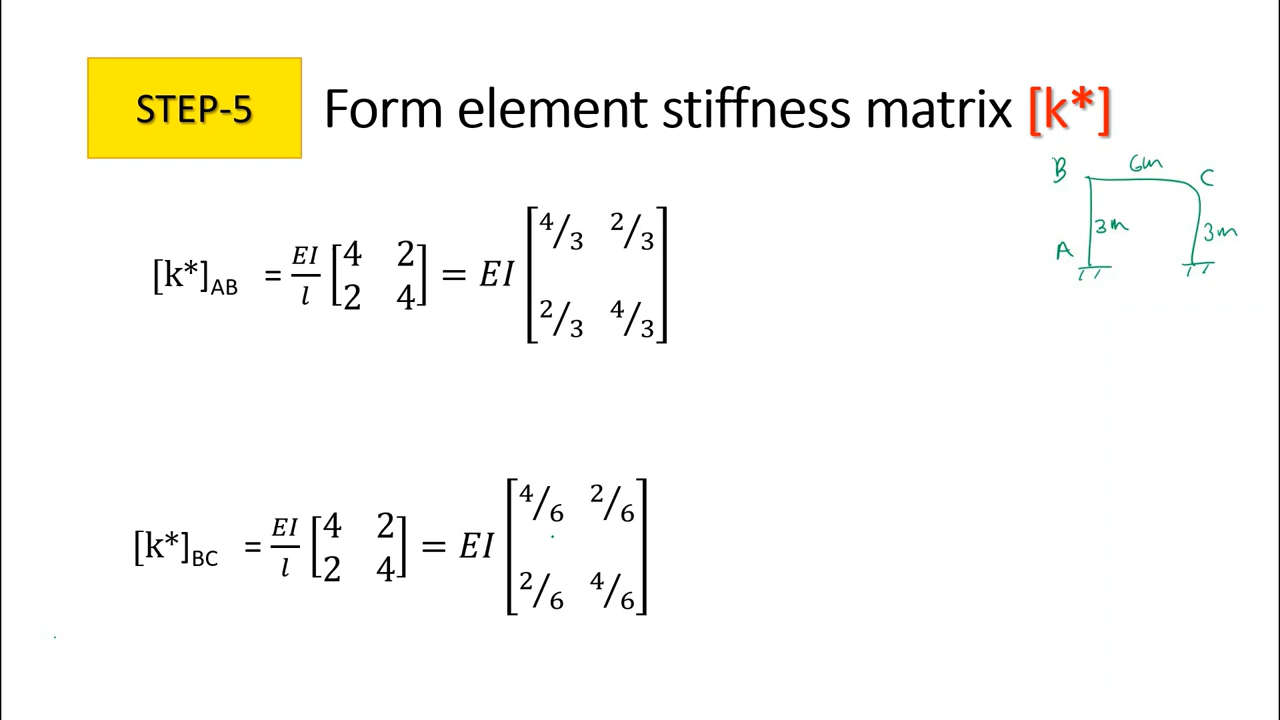 STEP-5 Form element stiffness matrix [k*]
B 6m C
3m 3m
A
[k*]AB = EI/l [4 2; 2 4] = EI [4/3 2/3; 2/3 4/3]
[k*]BC = EI/l [4 2; 2 4] = EI [4/6 2/6; 2/6 4/6]